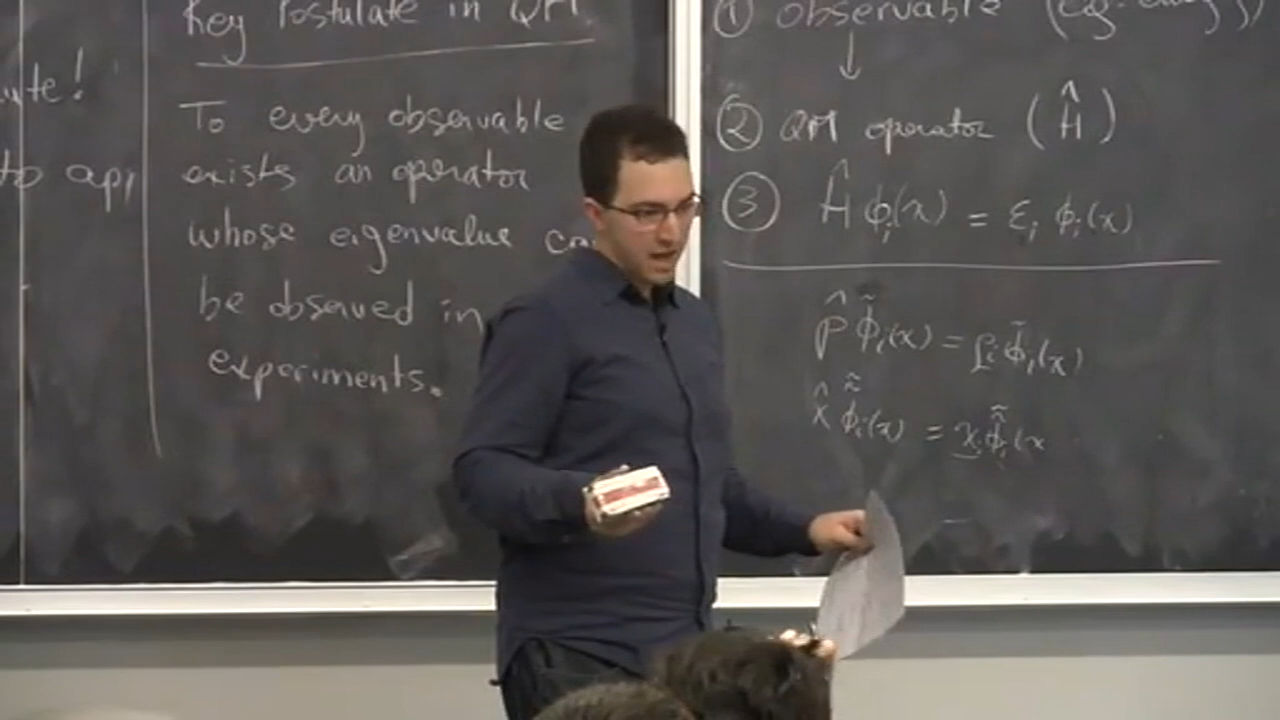 ute!
to app
Key Postulate in QM
To every observable
exists an operator
whose eigenvalue ca
be observed in
experiments.
① observable (eg.
↓
② QM operator (Ĥ)
③ Ĥ ϕᵢ(x) = εᵢ ϕᵢ(x)
p̂ ϕ̃ᵢ(x) = pᵢ ϕ̃ᵢ(x)
x̂ ϕ̃̃ᵢ(x) = xᵢ ϕ̃̃ᵢ(x